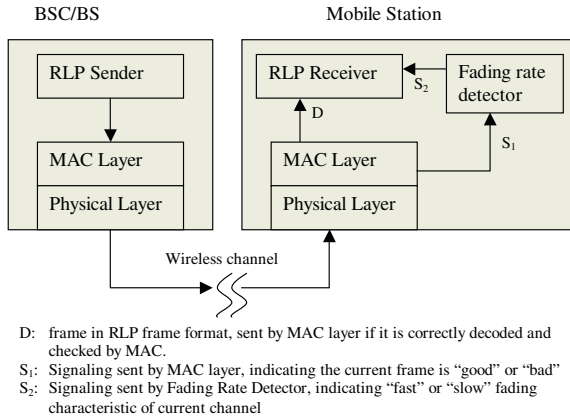 BSC/BS
Mobile Station
RLP Sender
RLP Receiver
Fading rate
detector
S₂
D
S₁
MAC Layer
MAC Layer
Physical Layer
Physical Layer
Wireless channel
D: frame in RLP frame format, sent by MAC layer if it is correctly decoded and
checked by MAC.
S₁: Signaling sent by MAC layer, indicating the current frame is “good” or “bad”
S₂: Signaling sent by Fading Rate Detector, indicating “fast” or “slow” fading
characteristic of current channel